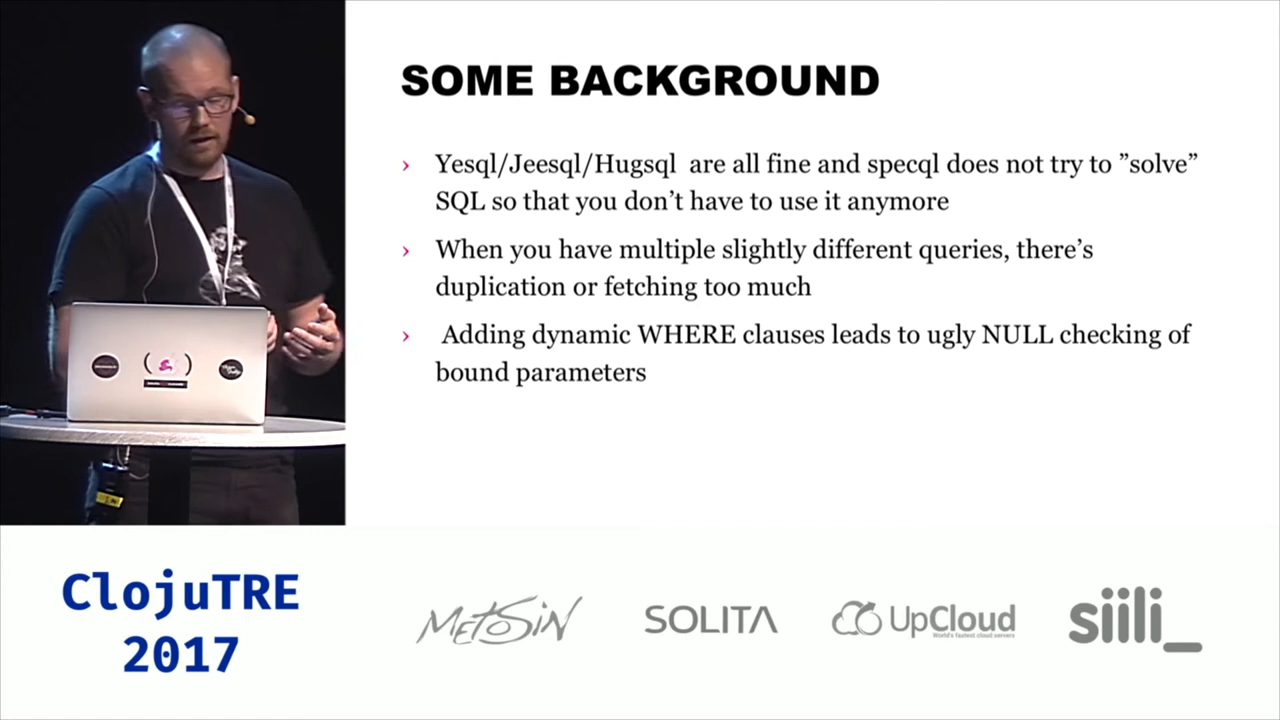 SOME BACKGROUND
› Yesql/Jeesql/Hugsql are all fine and specql does not try to ”solve”
SQL so that you don’t have to use it anymore
› When you have multiple slightly different queries, there’s
duplication or fetching too much
› Adding dynamic WHERE clauses leads to ugly NULL checking of
bound parameters
ClojuTRE
2017
METOSIN
SOLITA
UpCloud
World's fastest cloud servers
siili_